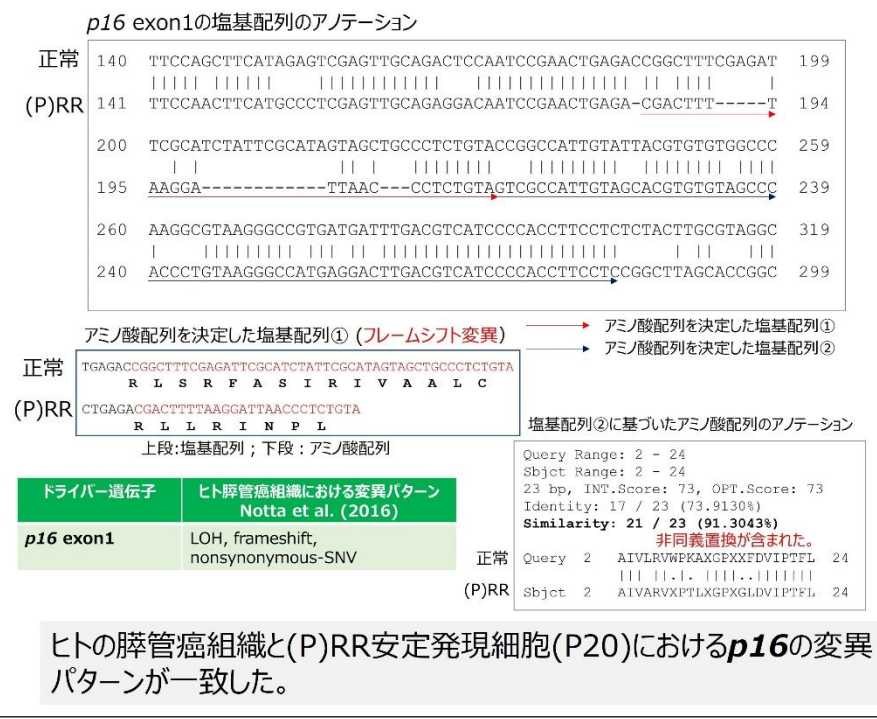 p16 exon1の塩基配列のアノテーション
正常 140 TTCCAGCTTCATAGAGTCGAGTTGCAGACTCCAATCCGAACTGAGACCGGCTTTCGAGAT 199
(P)RR 141 TTCCAACTTCATGCCCTCGAGTTGCAGAGGACAATCCGAACTGAGA-CGACTTT-----T 194
200 TCGCATCTATTCGCATAGTAGCTGCCCTCTGTACCGGCCATTGTATTACGTGTGTGGCCC 259
195 AAGGA------------TTAAC---CCTCTGTAGTCGCCATTGTAGCACGTGTGTAGCCC 239
260 AAGGCGTAAGGGCCGTGATGATTTGACGTCATCCCCACCTTCCTCTCTACTTGCGTAGGC 319
240 ACCCTGTAAGGGCCATGAGGACTTGACGTCATCCCCACCTTCCTCCGGCTTAGCACCGGC 299
アミノ酸配列を決定した塩基配列①
アミノ酸配列を決定した塩基配列②
アミノ酸配列を決定した塩基配列① (フレームシフト変異)
正常 TGAGACCGGCTTTCGAGATTCGCATCTATTCGCATAGTAGCTGCCCTCTGTA
R L S R F A S I R I V A A L C
(P)RR CTGAGACGACTTTTAAGGATTAACCCTCTGTA
R L L R I N P L
上段:塩基配列；下段：アミノ酸配列
ドライバー遺伝子 ヒト膵管癌組織における変異パターン
Notta et al. (2016)
p16 exon1 LOH, frameshift,
nonsynonymous-SNV
塩基配列②に基づいたアミノ酸配列のアノテーション
Query Range: 2 - 24
Sbjct Range: 2 - 24
23 bp, INT.Score: 73, OPT.Score: 73
Identity: 17 / 23 (73.9130%)
Similarity: 21 / 23 (91.3043%)
非同義置換が含まれた。
正常 Query 2 AIVLRVWPKAXGPXXFDVIPTFL 24
||| ||.|. ||||..|||||||
(P)RR Sbjct 2 AIVARVXPTLXGPXGLDVIPTFL 24
ヒトの膵管癌組織と(P)RR安定発現細胞(P20)におけるp16の変異
パターンが一致した。